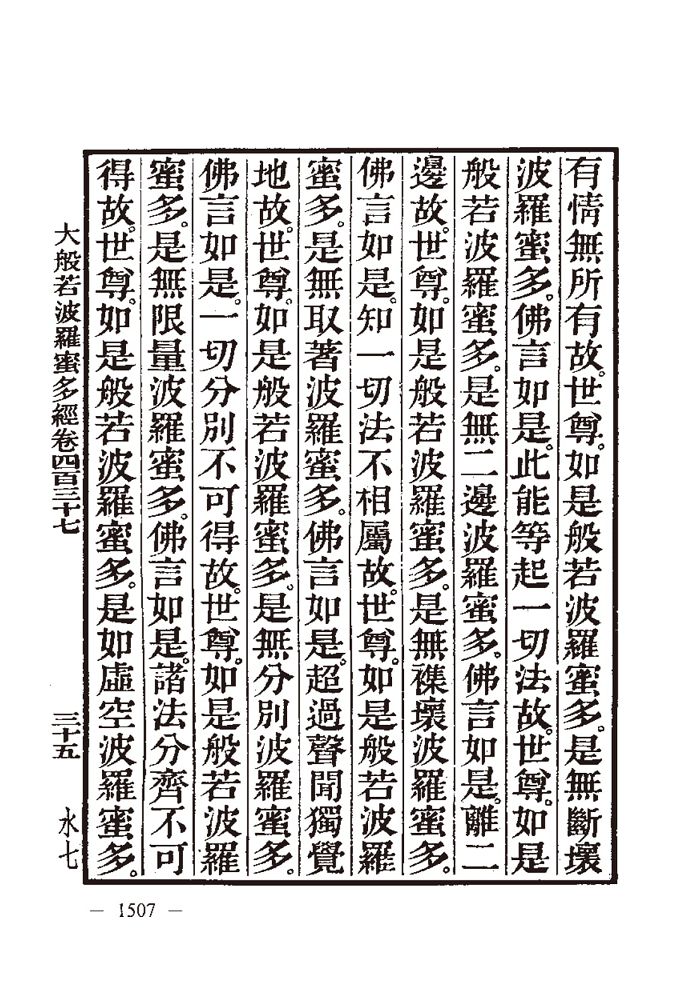 有情無所有故。世尊。如是般若波羅蜜多。是無斷壞
波羅蜜多。佛言如是。此能等起一切法故。世尊。如是
般若波羅蜜多。是無二邊波羅蜜多。佛言如是。離二
邊故。世尊。如是般若波羅蜜多。是無襍壞波羅蜜多。
佛言如是。知一切法不相屬故。世尊。如是般若波羅
蜜多。是無取著波羅蜜多。佛言如是。超過聲聞獨覺
地故。世尊。如是般若波羅蜜多。是無分別波羅蜜多。
佛言如是。一切分別不可得故。世尊。如是般若波羅
蜜多。是無限量波羅蜜多。佛言如是。諸法分齊不可
得故。世尊。如是般若波羅蜜多。是如虛空波羅蜜多。
大般若波羅蜜多經卷四百三十七
三十五
水七
— 1507 —